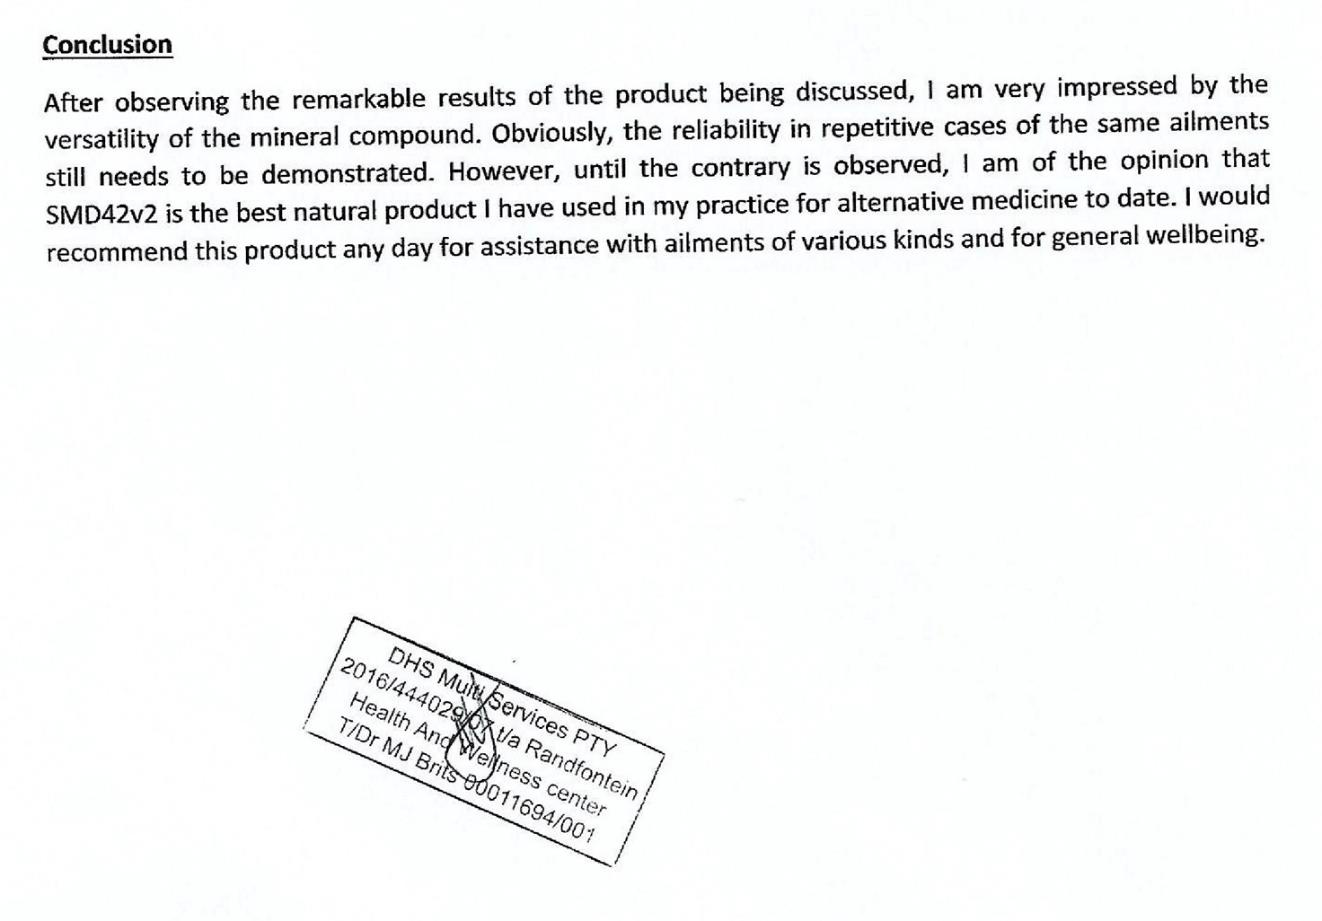 Conclusion
After observing the remarkable results of the product being discussed, I am very impressed by the
versatility of the mineral compound. Obviously, the reliability in repetitive cases of the same ailments
still needs to be demonstrated. However, until the contrary is observed, I am of the opinion that
SMD42v2 is the best natural product I have used in my practice for alternative medicine to date. I would
recommend this product any day for assistance with ailments of various kinds and for general wellbeing.
DHS Multi Services PTY
2016/444029/07 t/a Randfontein
Health And Wellness center
T/Dr MJ Brits 00011694/001